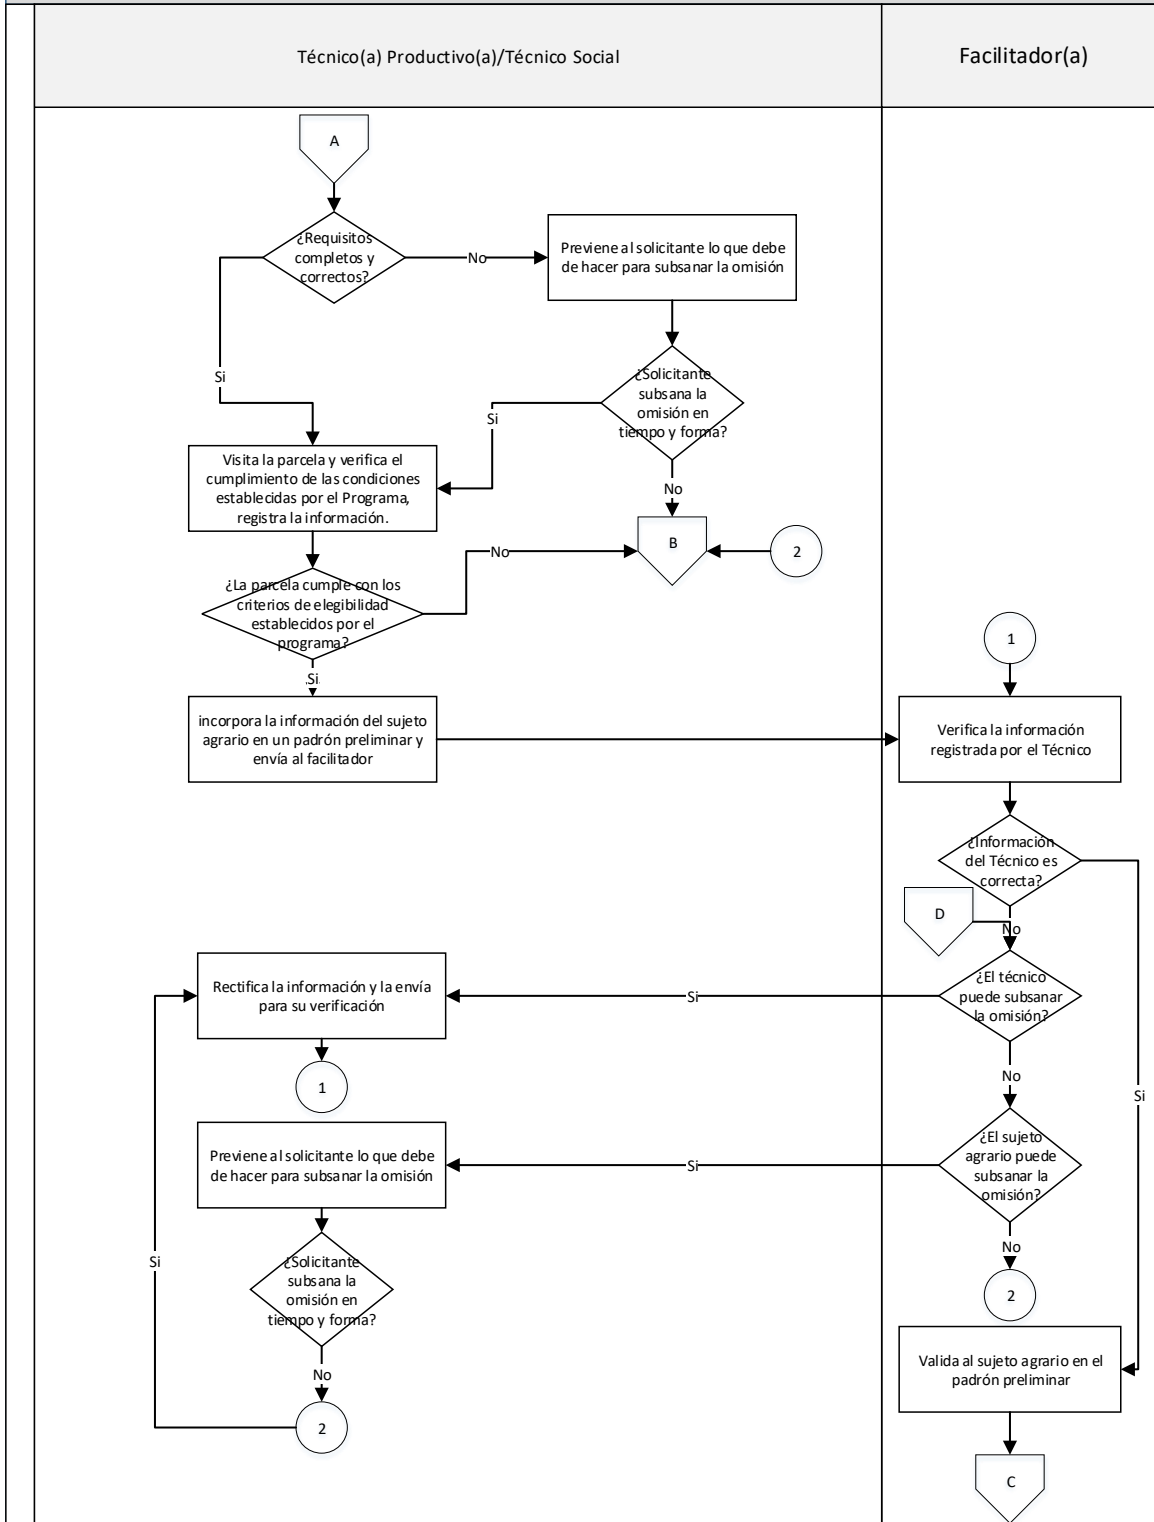 Técnico(a) Productivo(a)/Técnico Social
Facilitador(a)
A
¿Requisitos
completos y
correctos?
No
Previene al solicitante lo que debe
de hacer para subsanar la omisión
Si
¿Solicitante
subsana la
omisión en
tiempo y forma?
Si
No
Visita la parcela y verifica el
cumplimiento de las condiciones
establecidas por el Programa,
registra la información.
B
2
No
¿La parcela cumple con los
criterios de elegibilidad
establecidos por el
programa?
Si
1
incorpora la información del sujeto
agrario en un padrón preliminar y
envía al facilitador
Verifica la información
registrada por el Técnico
¿Información
del Técnico es
correcta?
D
No
Rectifica la información y la envía
para su verificación
Si
¿El técnico
puede subsanar
la omisión?
1
No
Si
Previene al solicitante lo que debe
de hacer para subsanar la omisión
Si
¿El sujeto
agrario puede
subsanar la
omisión?
Si
¿Solicitante
subsana la
omisión en
tiempo y forma?
No
2
No
2
Valida al sujeto agrario en el
padrón preliminar
C